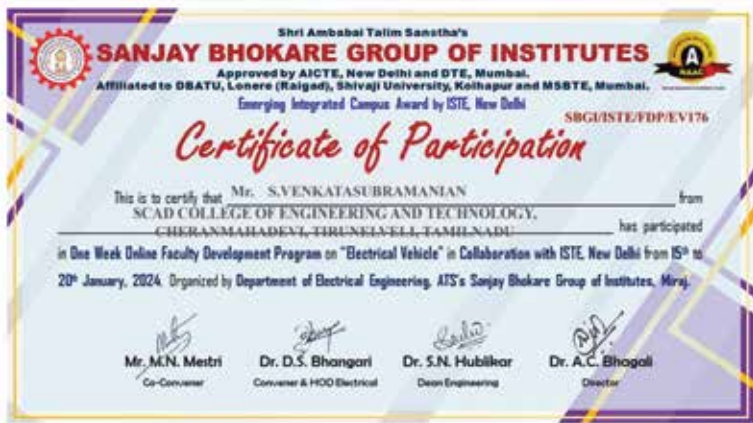 Shri Ambabai Talim Sanstha's
SANJAY BHOKARE GROUP OF INSTITUTES
Approved by AICTE, New Delhi and DTE, Mumbai.
Affiliated to DBATU, Lonere (Raigad), Shivaji University, Kolhapur and MSBTE, Mumbai.
Emerging Integrated Campus Award by ISTE, New Delhi
A
NAAC
SBGI/ISTE/FDP/EV176
Certificate of Participation
This is to certify that Mr. S.VENKATASUBRAMANIAN from
SCAD COLLEGE OF ENGINEERING AND TECHNOLOGY,
CHERANMAHADEVI, TIRUNELVELI, TAMILNADU has participated
in One Week Online Faculty Development Program on "Electrical Vehicle" in Collaboration with ISTE, New Delhi from 15th to
20th January, 2024. Organized by Department of Electrical Engineering, ATS's Sanjay Bhokare Group of Institutes, Miraj.
Mr. M.N. Mestri Dr. D.S. Bhangari Dr. S.N. Hublikar Dr. A.C. Bhagali
Co-Convener Convener & HOD Electrical Dean Engineering Director